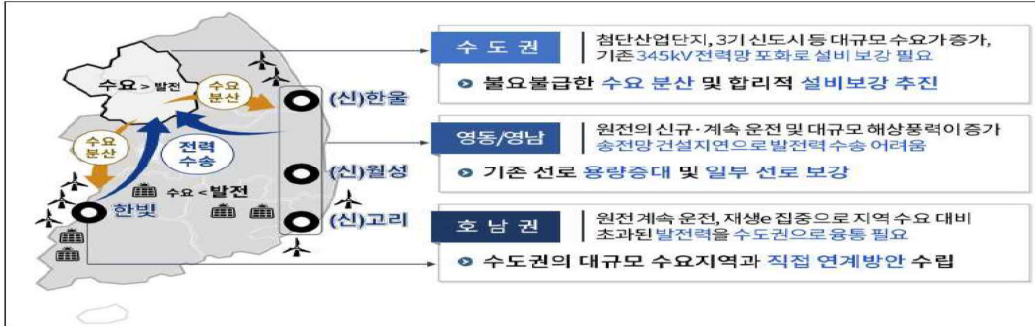 수요 > 발전
수요
분산
수요
분산
전력
수송
수요 < 발전
(신)한울
(신)월성
(신)고리
한빛
수 도 권
첨단산업단지, 3기 신도시 등 대규모 수요가 증가,
기존 345kV 전력망 포화로 설비 보강 필요
불요불급한 수요 분산 및 합리적 설비보강 추진
영동/영남
원전의 신규·계속 운전 및 대규모 해상풍력이 증가
송전망 건설지연으로 발전력 수송 어려움
기존 선로 용량증대 및 일부 선로 보강
호 남 권
원전 계속 운전, 재생e 집중으로 지역 수요 대비
초과된 발전력을 수도권으로 융통 필요
수도권의 대규모 수요지역과 직접 연계방안 수립